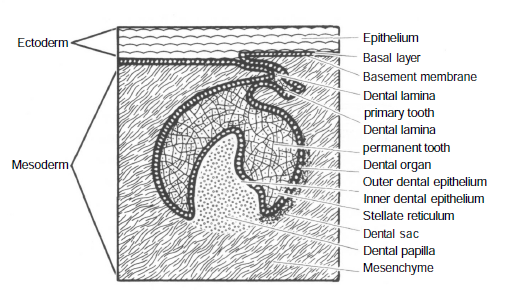 Ectoderm
Mesoderm
Epithelium
Basal layer
Basement membrane
Dental lamina
primary tooth
Dental lamina
permanent tooth
Dental organ
Outer dental epithelium
Inner dental epithelium
Stellate reticulum
Dental sac
Dental papilla
Mesenchyme